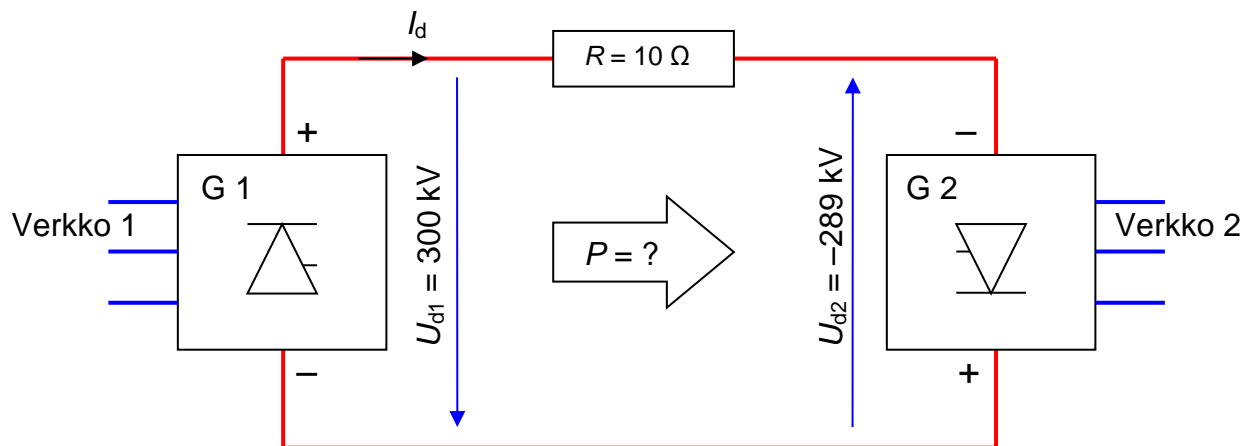 I_d
R = 10 Ω
+
–
G 1
G 2
Verkko 1
U_d1 = 300 kV
P = ?
U_d2 = –289 kV
Verkko 2
–
+